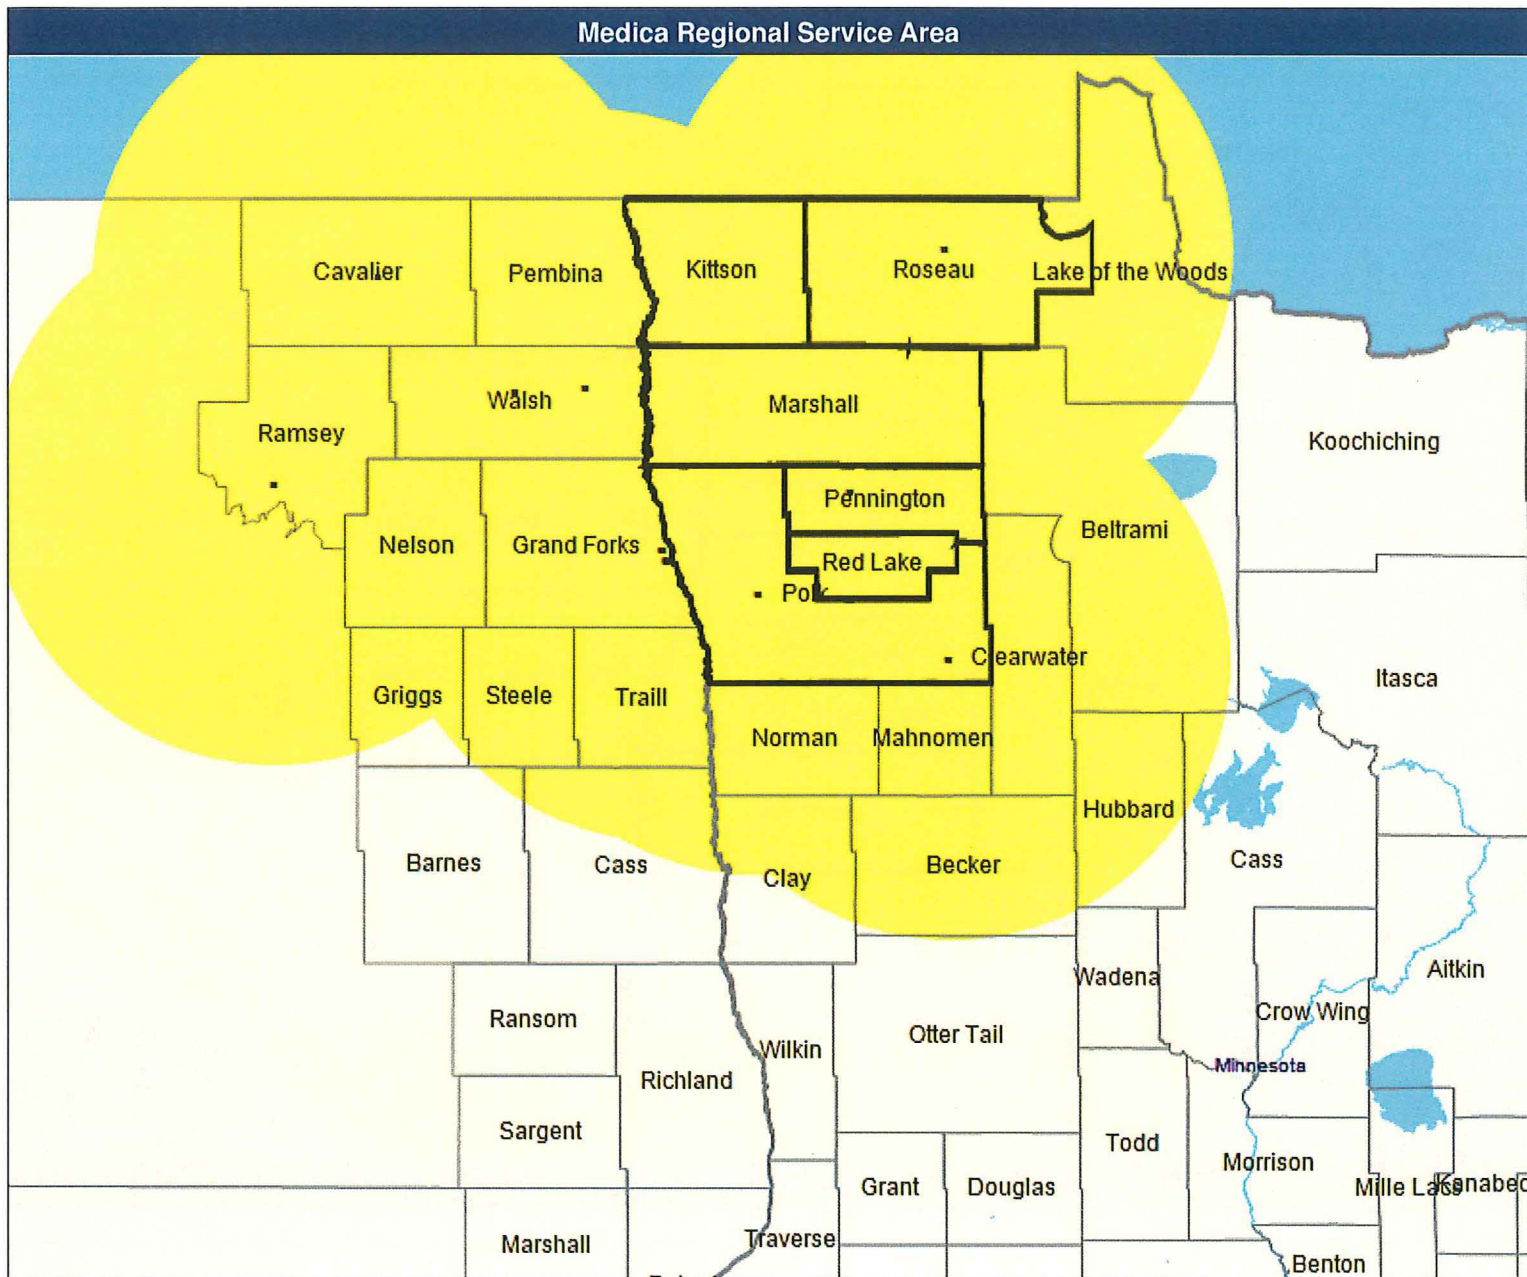 Medica Regional Service Area
Cavalier
Pembina
Kittson
Roseau
Lake of the Woods
Walsh
Marshall
Ramsey
Koochiching
Pennington
Nelson
Grand Forks
Beltrami
Red Lake
Polk
Clearwater
Griggs
Steele
Traill
Itasca
Norman
Mahnomen
Hubbard
Barnes
Cass
Clay
Becker
Cass
Wadena
Aitkin
Ransom
Crow Wing
Otter Tail
Wilkin
Minnesota
Richland
Sargent
Todd
Morrison
Grant
Douglas
Mille Lacs
Marshall
Traverse
Benton